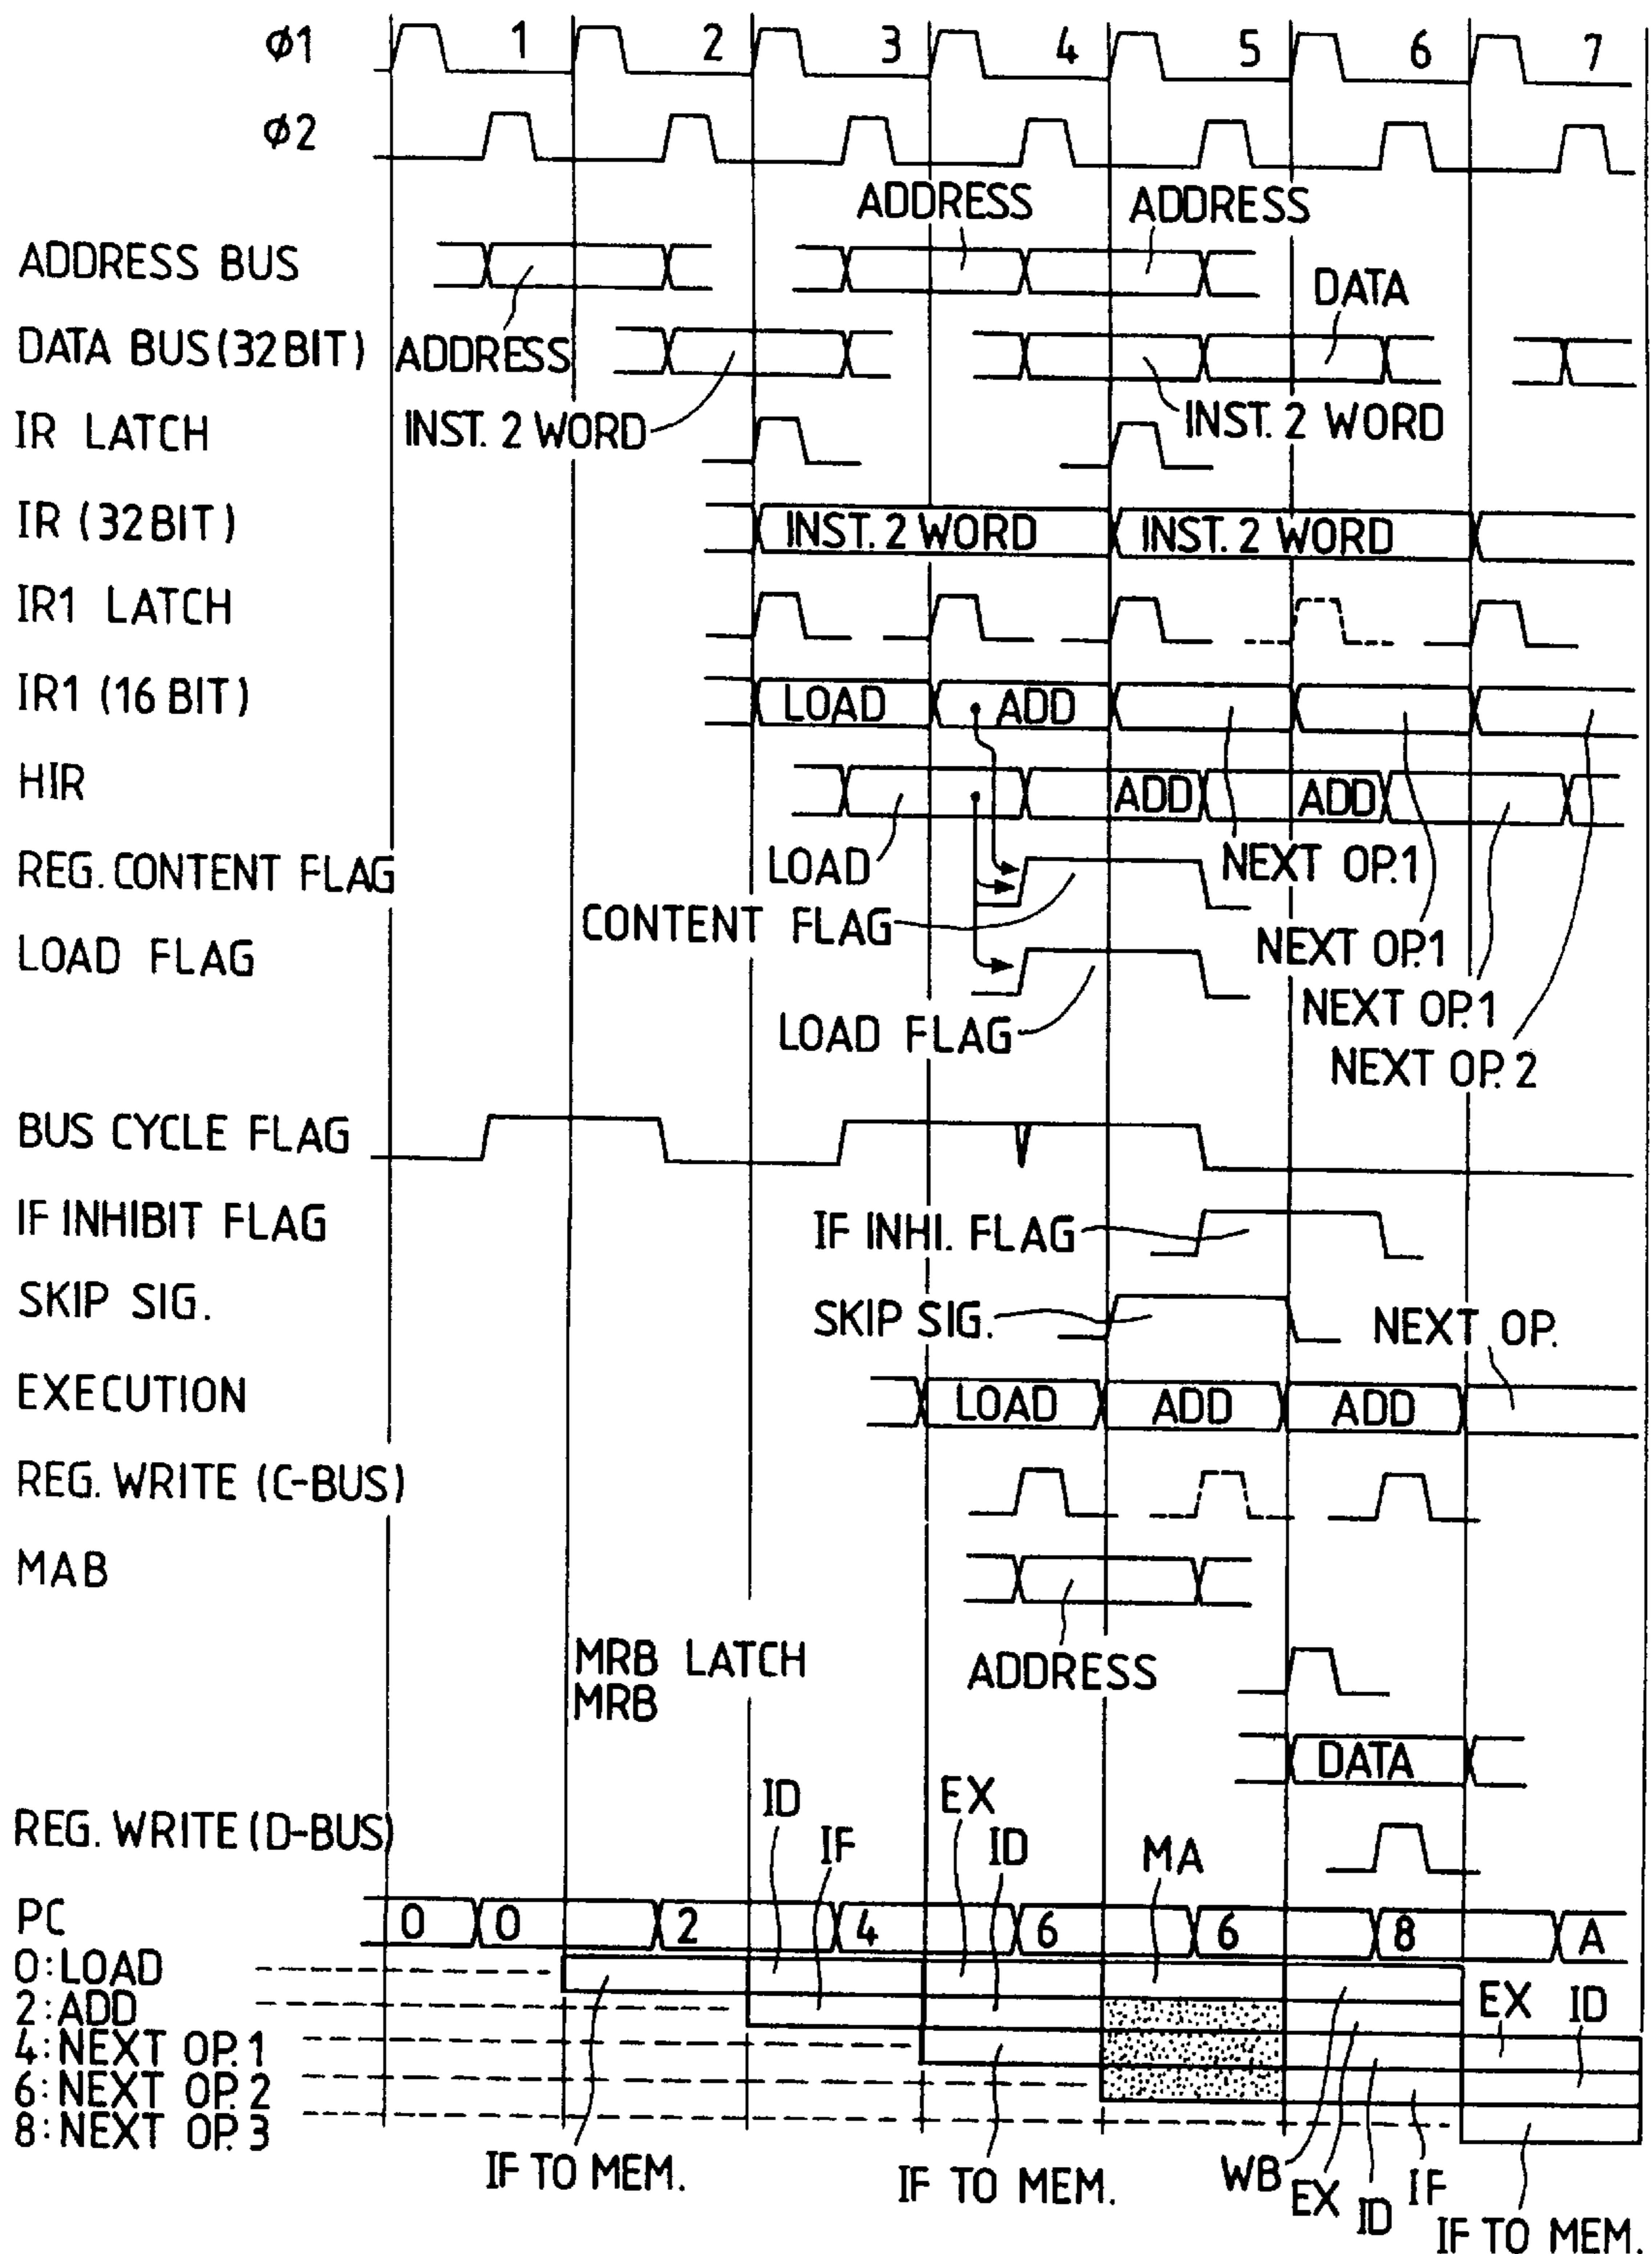 ø1 1 2 3 4 5 6 7
ø2
ADDRESS ADDRESS
ADDRESS BUS
DATA
DATA BUS (32 BIT) ADDRESS
IR LATCH INST. 2 WORD INST. 2 WORD
IR (32 BIT) INST. 2 WORD INST. 2 WORD
IR1 LATCH
IR1 (16 BIT) LOAD ADD
HIR ADD ADD
REG. CONTENT FLAG LOAD NEXT OP.1
CONTENT FLAG
LOAD FLAG NEXT OP.1
NEXT OP.1
LOAD FLAG
NEXT OP. 2
BUS CYCLE FLAG
IF INHIBIT FLAG IF INHI. FLAG
SKIP SIG. SKIP SIG. NEXT OP.
EXECUTION LOAD ADD ADD
REG. WRITE (C-BUS)
MAB
MRB LATCH ADDRESS
MRB
DATA
ID EX
REG. WRITE (D-BUS) IF ID MA
PC 0 0 2 4 6 6 8 A
0:LOAD
2:ADD EX ID
4:NEXT OP. 1
6:NEXT OP. 2
8:NEXT OP. 3
IF TO MEM. IF TO MEM. WB EX ID IF
IF TO MEM.